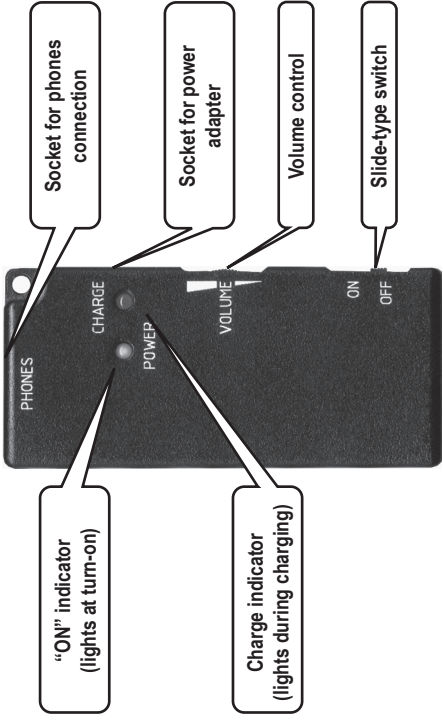 Socket for phones
connection
Socket for power
adapter
Volume control
Slide-type switch
PHONES
CHARGE
POWER
VOLUME
ON
OFF
“ON” indicator
(lights at turn-on)
Charge indicator
(lights during charging)